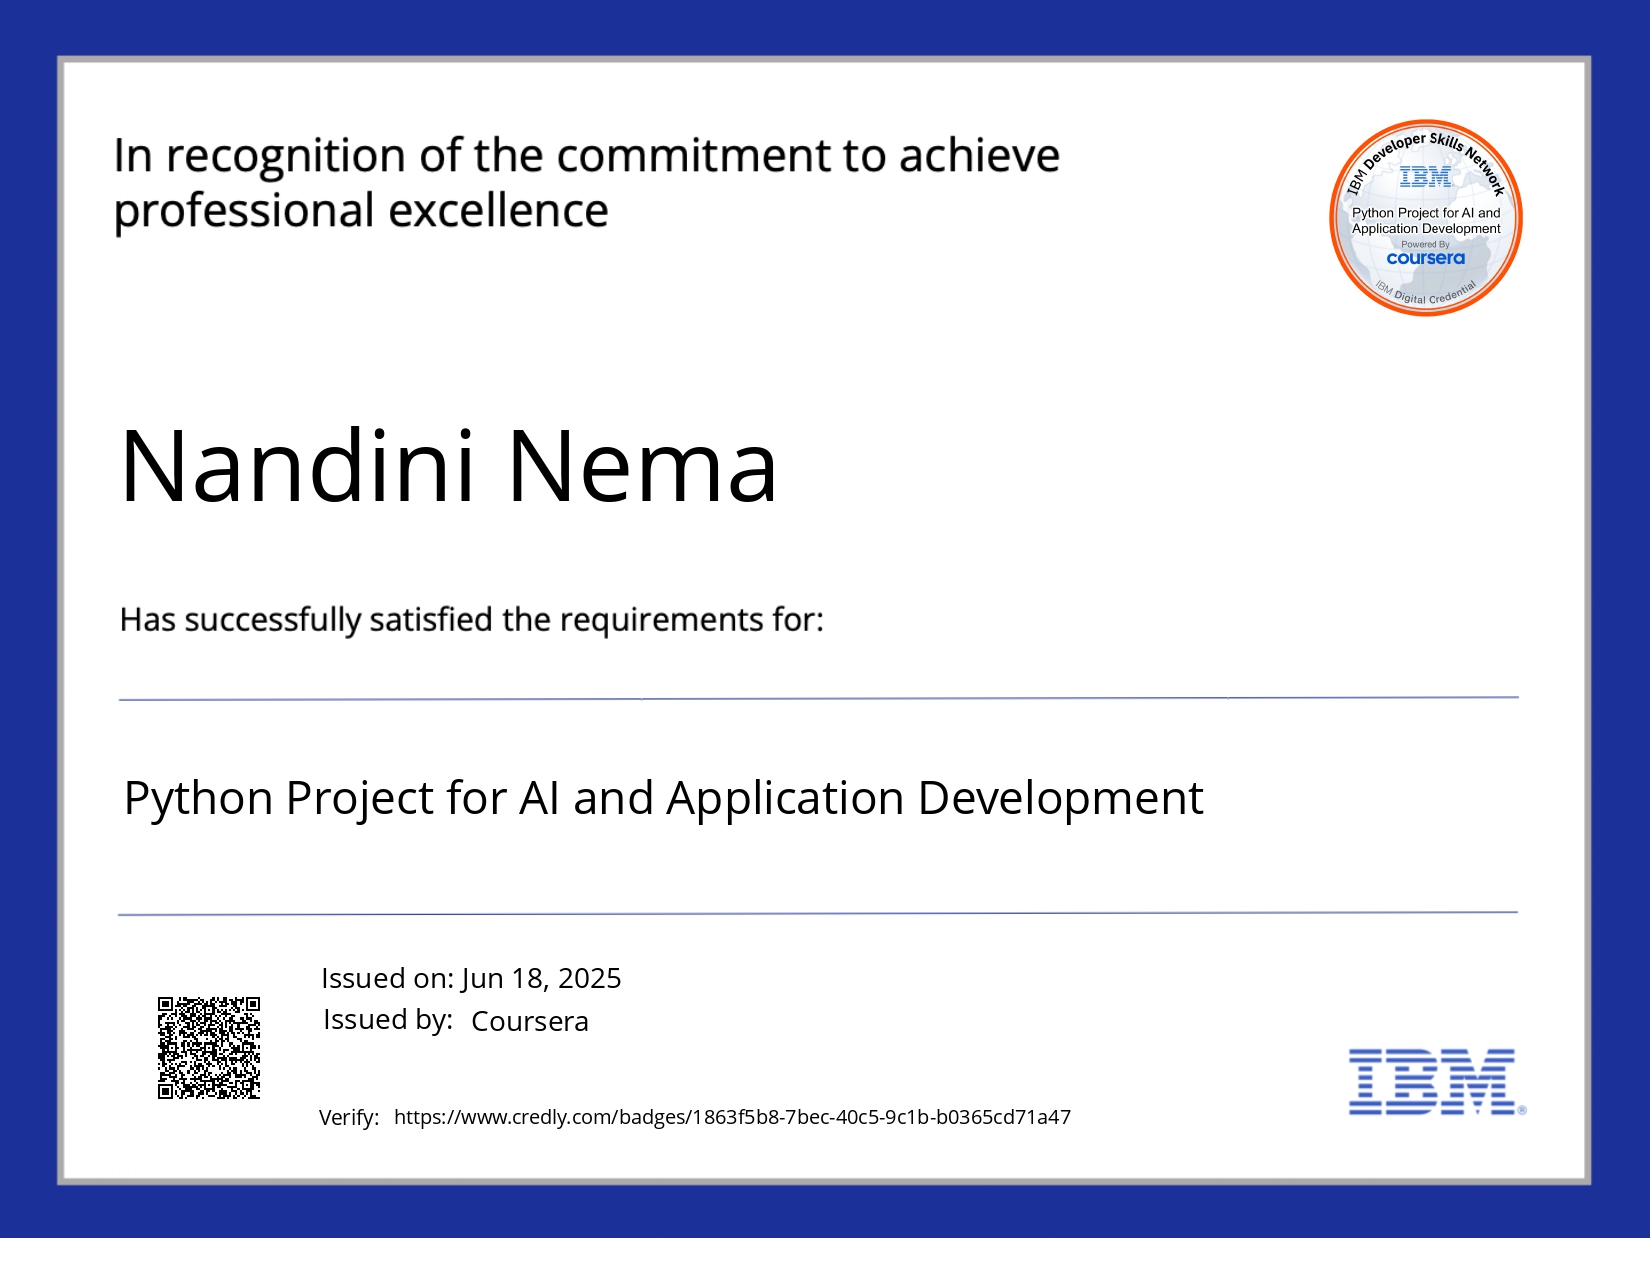 In recognition of the commitment to achieve
professional excellence
IBM Developer Skills Network
IBM
Python Project for AI and
Application Development
Powered By
coursera
IBM Digital Credential
Nandini Nema
Has successfully satisfied the requirements for:
Python Project for AI and Application Development
Issued on: Jun 18, 2025
Issued by: Coursera
Verify: https://www.credly.com/badges/1863f5b8-7bec-40c5-9c1b-b0365cd71a47
IBM®